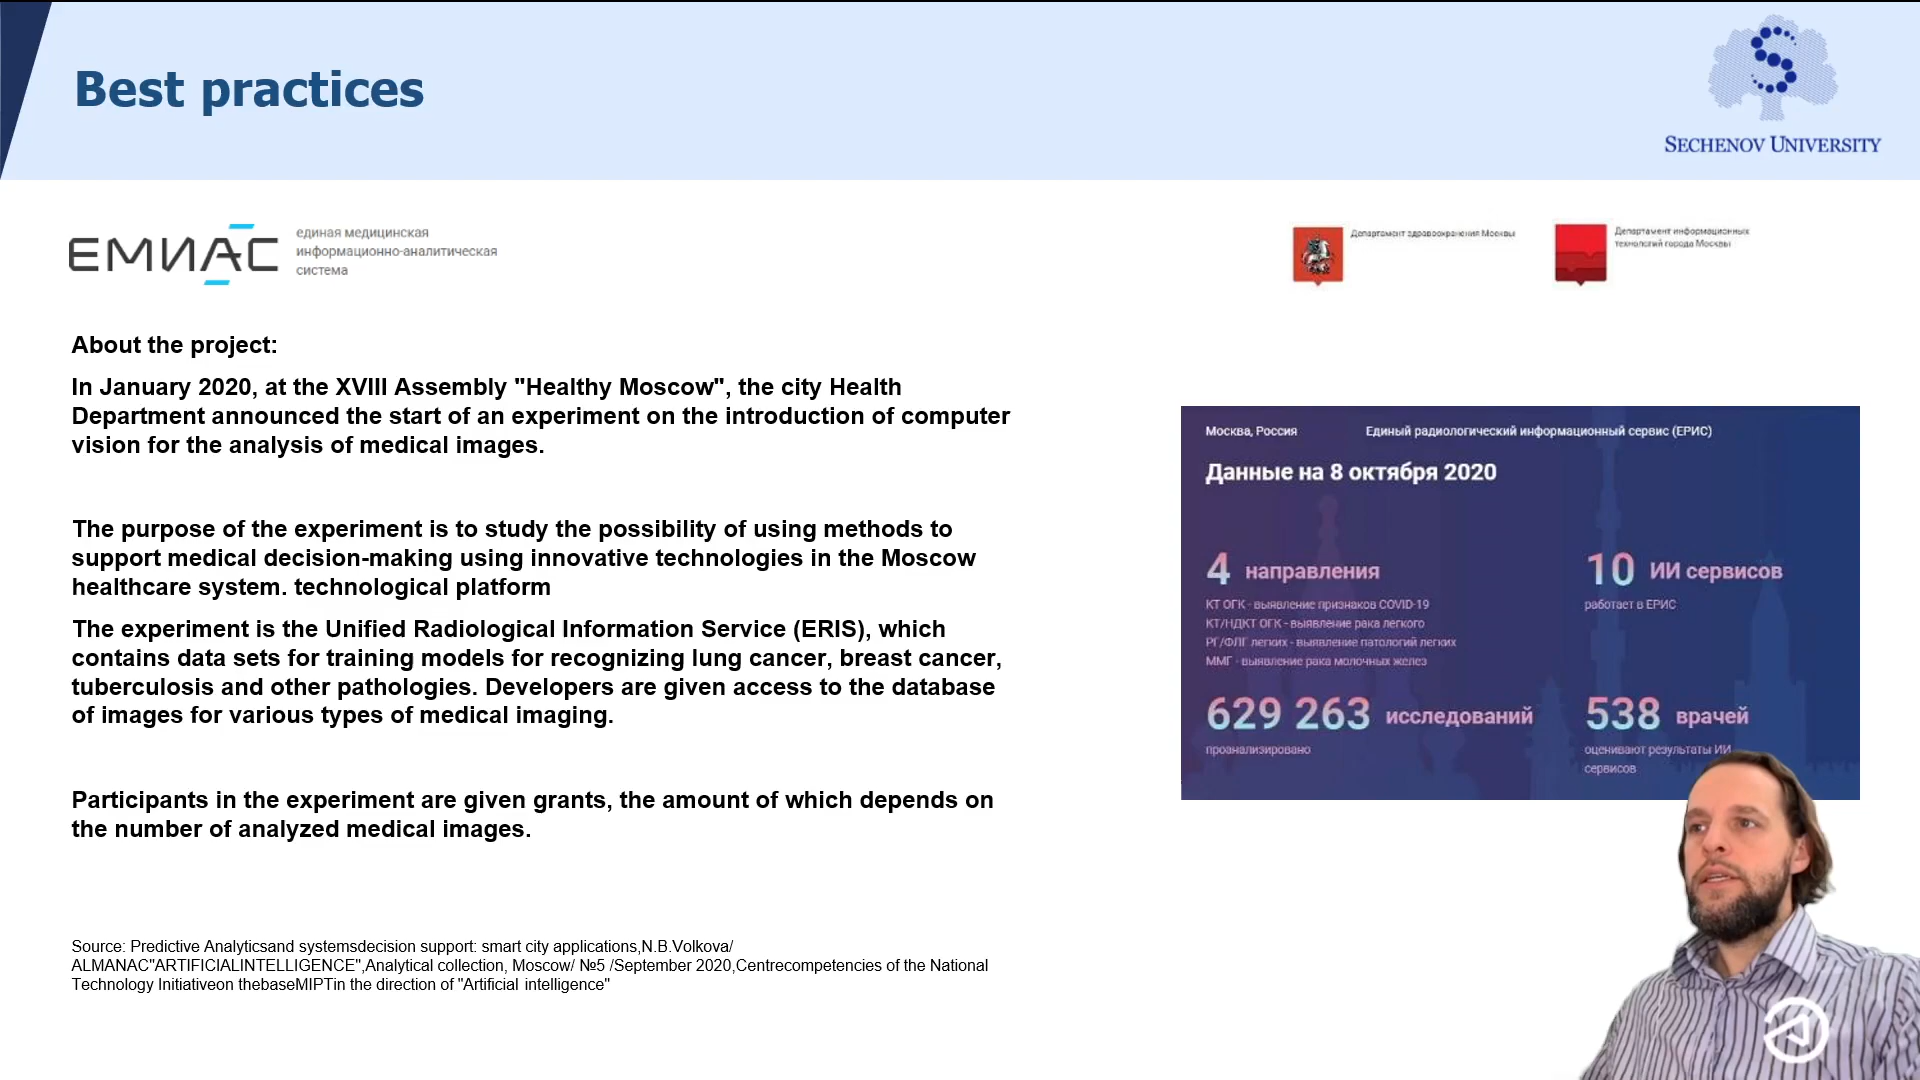 Best practices
SECHENOV UNIVERSITY
ЕМИАС
единая медицинская
информационно-аналитическая
система
Департамент здравоохранения Москвы
Департамент информационных
технологий города Москвы
About the project:
In January 2020, at the XVIII Assembly "Healthy Moscow", the city Health
Department announced the start of an experiment on the introduction of computer
vision for the analysis of medical images.
The purpose of the experiment is to study the possibility of using methods to
support medical decision-making using innovative technologies in the Moscow
healthcare system. technological platform
The experiment is the Unified Radiological Information Service (ERIS), which
contains data sets for training models for recognizing lung cancer, breast cancer,
tuberculosis and other pathologies. Developers are given access to the database
of images for various types of medical imaging.
Participants in the experiment are given grants, the amount of which depends on
the number of analyzed medical images.
Source: Predictive Analyticsand systemsdecision support: smart city applications,N.B.Volkova/
ALMANAC"ARTIFICIALINTELLIGENCE",Analytical collection, Moscow/ №5 /September 2020,Centrecompetencies of the National
Technology Initiativeon thebaseMIPTin the direction of "Artificial intelligence"
Москва, Россия
Единый радиологический информационный сервис (ЕРИС)
Данные на 8 октября 2020
4 направления
КТ ОГК - выявление признаков COVID-19
КТ/НДКТ ОГК - выявление рака легкого
РГ/ФЛГ легких - выявление патологий легких
ММГ - выявление рака молочных желез
10 ИИ сервисов
работает в ЕРИС
629 263 исследований
проанализировано
538 врачей
оценивают результаты ИИ
сервисов